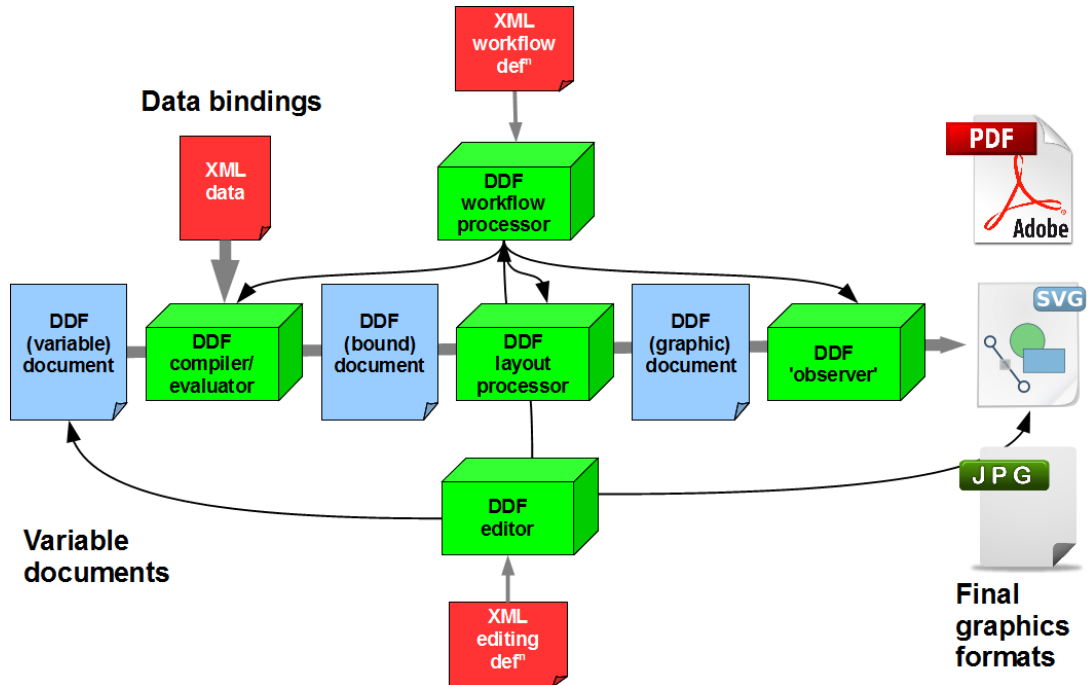 XML
workflow
defⁿ
Data bindings
XML
data
DDF
workflow
processor
PDF
Adobe
DDF
(variable)
document
DDF
compiler/
evaluator
DDF
(bound)
document
DDF
layout
processor
DDF
(graphic)
document
DDF
'observer'
SVG
DDF
editor
JPG
Variable
documents
XML
editing
defⁿ
Final
graphics
formats